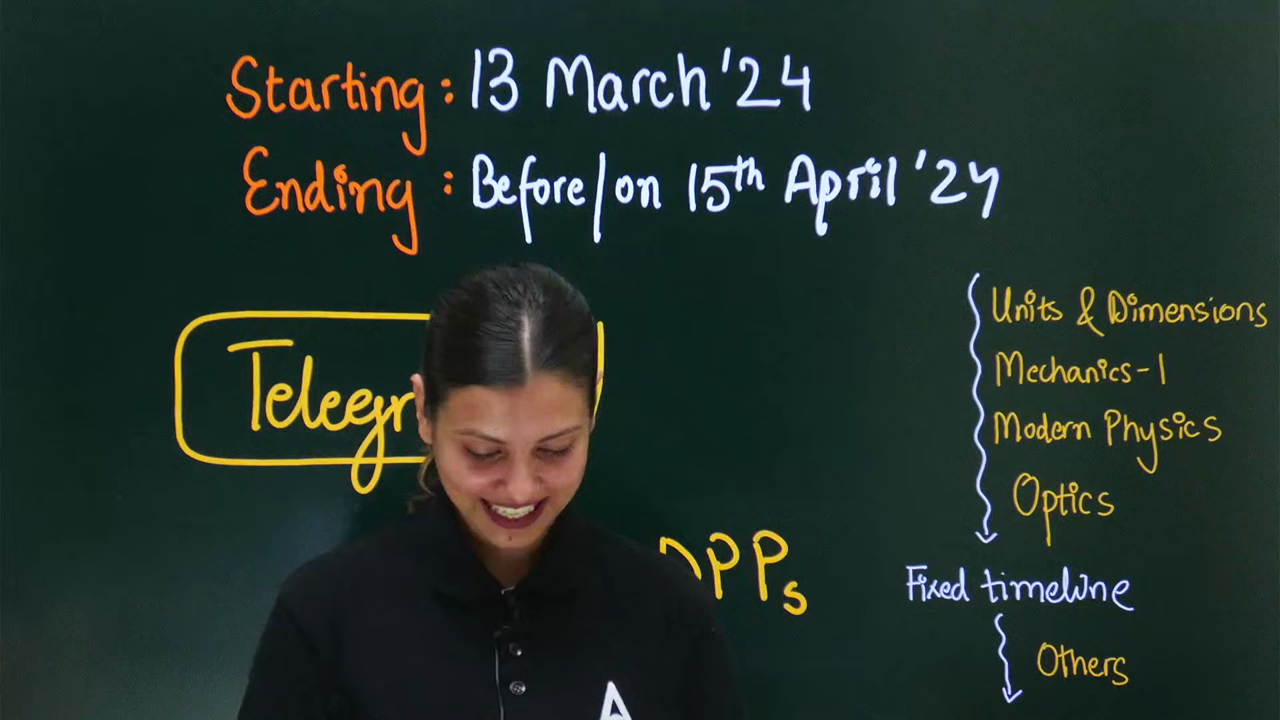 Starting : 13 March '24
Ending : Before/on 15th April '24
Units & Dimensions
Mechanics-1
Modern Physics
Optics
DPPs
Fixed timeline
Others